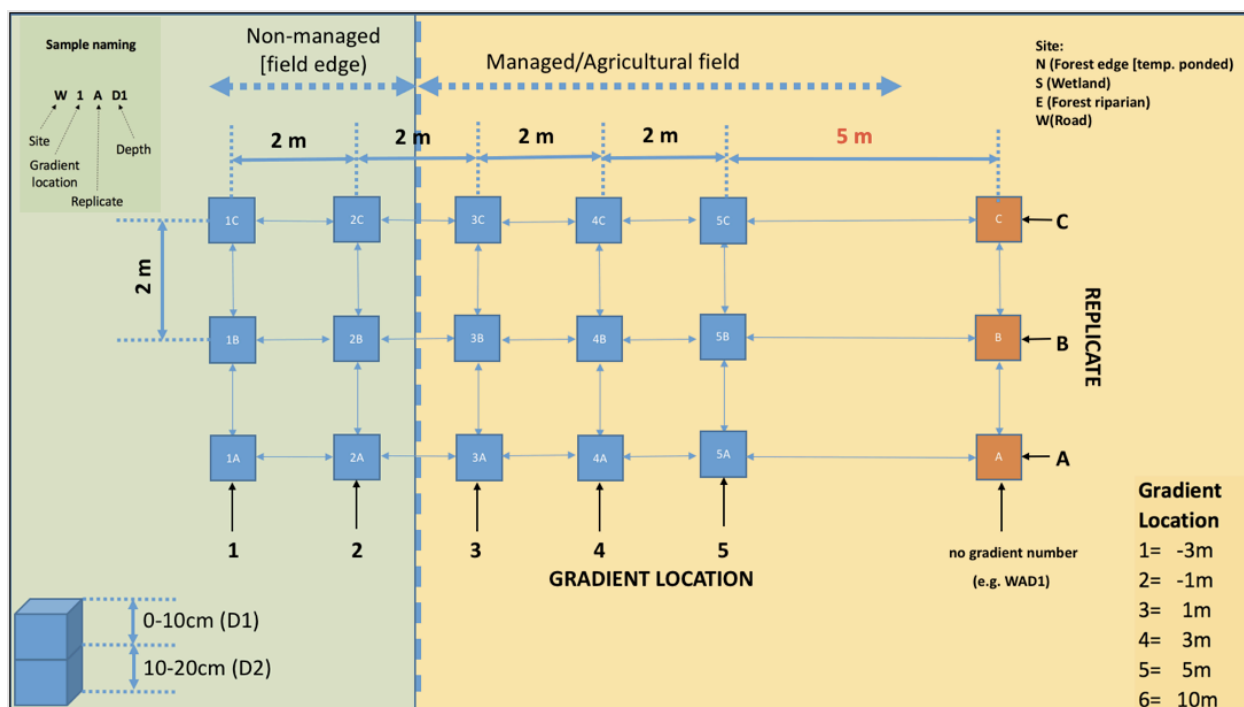 Sample naming
W 1 A D1
Site
Depth
Gradient
location
Replicate
Non-managed
[field edge]
Managed/Agricultural field
Site:
N (Forest edge [temp. ponded)
S (Wetland)
E (Forest riparian)
W(Road)
2 m
2 m
2 m
2 m
5 m
1C
2C
3C
4C
5C
C
C
2 m
1B
2B
3B
4B
5B
B
B
REPLICATE
1A
2A
3A
4A
5A
A
A
1
2
3
4
5
no gradient number
(e.g. WAD1)
GRADIENT LOCATION
0-10cm (D1)
10-20cm (D2)
Gradient
Location
1= -3m
2= -1m
3= 1m
4= 3m
5= 5m
6= 10m